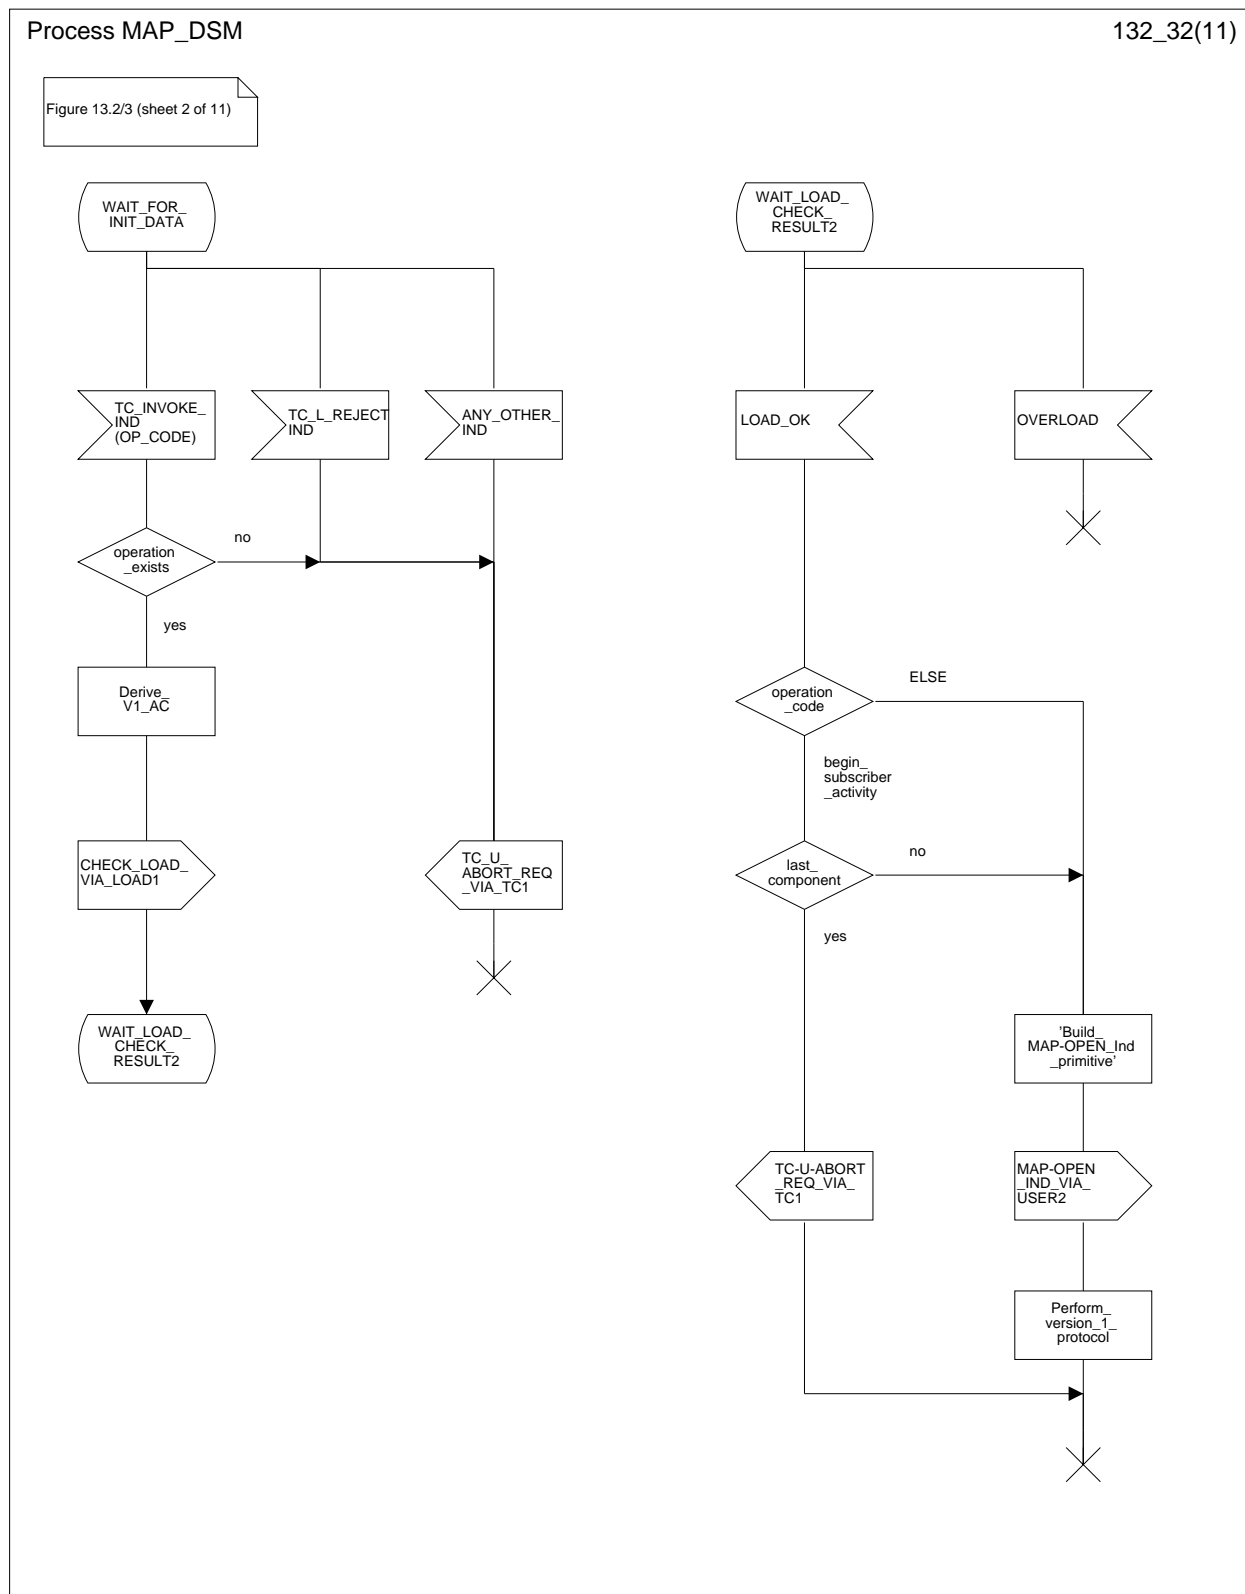 Process MAP_DSM
132_32(11)
Figure 13.2/3 (sheet 2 of 11)
WAIT_FOR_
INIT_DATA
WAIT_LOAD_
CHECK_
RESULT2
TC_INVOKE_
IND
(OP_CODE)
TC_L_REJECT
IND
ANY_OTHER_
IND
LOAD_OK
OVERLOAD
operation
_exists
no
yes
Derive_
V1_AC
operation
_code
ELSE
begin_
subscriber
_activity
CHECK_LOAD_
VIA_LOAD1
TC_U_
ABORT_REQ
_VIA_TC1
last_
component
no
yes
WAIT_LOAD_
CHECK_
RESULT2
'Build_
MAP-OPEN_Ind
_primitive'
TC-U-ABORT
_REQ_VIA_
TC1
MAP-OPEN
_IND_VIA_
USER2
Perform_
version_1_
protocol